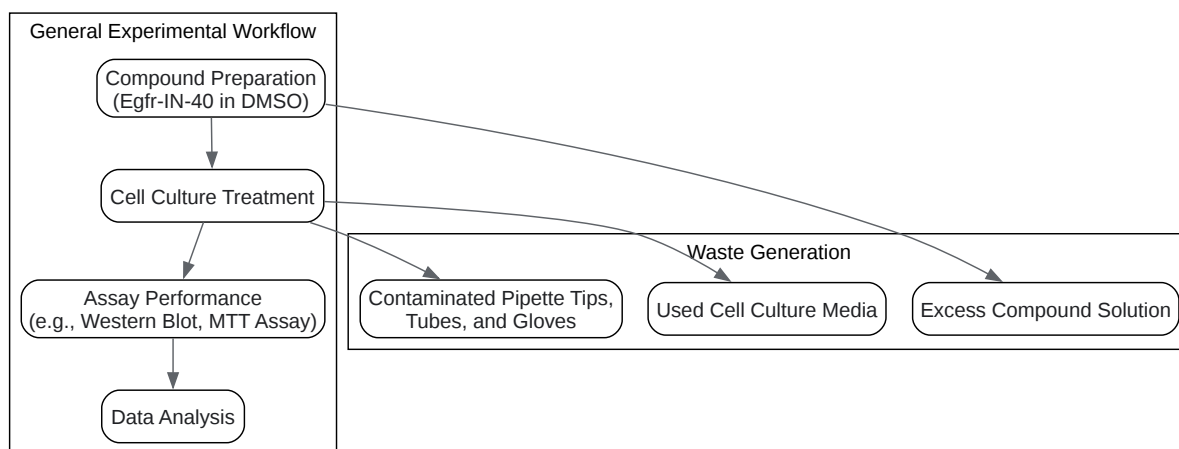 General Experimental Workflow
Compound Preparation
(Egfr-IN-40 in DMSO)
Cell Culture Treatment
Assay Performance
(e.g., Western Blot, MTT Assay)
Data Analysis
Waste Generation
Contaminated Pipette Tips,
Tubes, and Gloves
Used Cell Culture Media
Excess Compound Solution